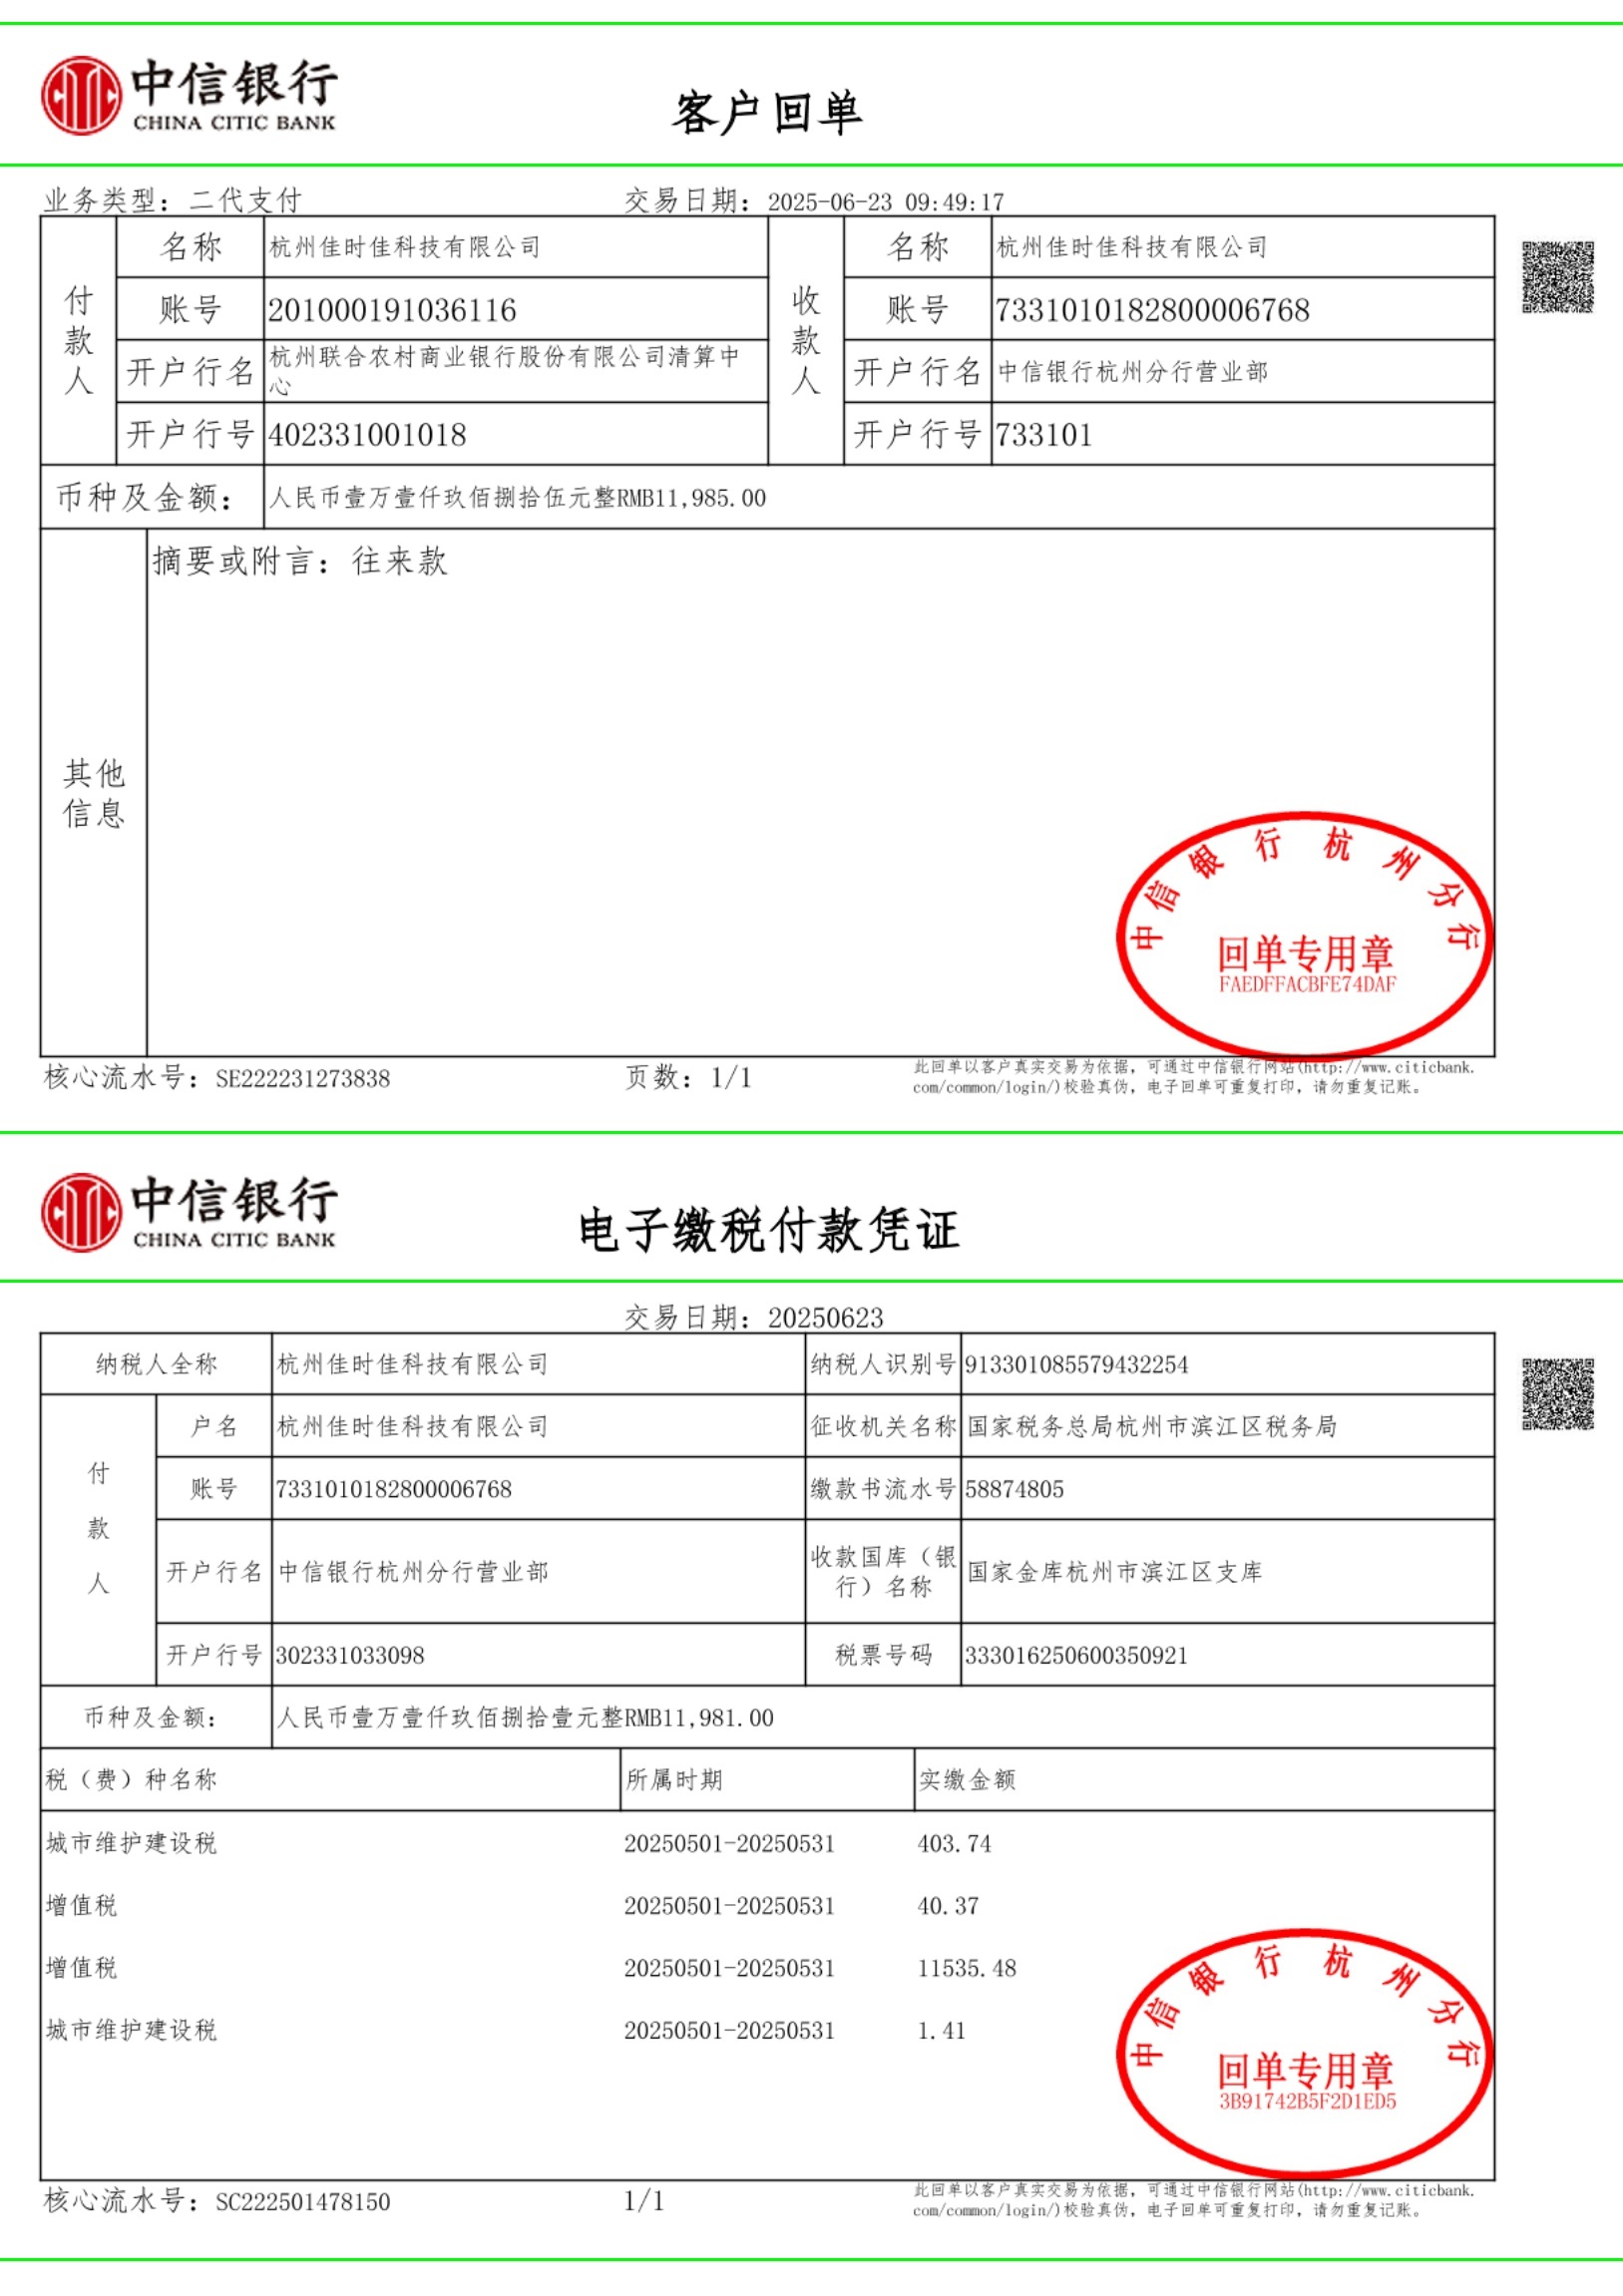 中信银行
CHINA CITIC BANK
客户回单
业务类型：二代支付 交易日期：2025-06-23 09:49:17
付款人
名称 杭州佳时佳科技有限公司
账号 201000191036116
开户行名 杭州联合农村商业银行股份有限公司清算中
心
开户行号 402331001018
收款人
名称 杭州佳时佳科技有限公司
账号 7331010182800006768
开户行名 中信银行杭州分行营业部
开户行号 733101
币种及金额： 人民币壹万壹仟玖佰捌拾伍元整RMB11,985.00
其他
信息
摘要或附言：往来款
中信银行杭州分行
回单专用章
FAEDFFACBFE74DAF
核心流水号：SE222231273838 页数：1/1
此回单以客户真实交易为依据，可通过中信银行网站(http://www.citicbank.
com/common/login/)校验真伪，电子回单可重复打印，请勿重复记账。
中信银行
CHINA CITIC BANK
电子缴税付款凭证
交易日期：20250623
纳税人全称 杭州佳时佳科技有限公司 纳税人识别号 913301085579432254
付款人
户名 杭州佳时佳科技有限公司 征收机关名称 国家税务总局杭州市滨江区税务局
账号 7331010182800006768 缴款书流水号 58874805
开户行名 中信银行杭州分行营业部 收款国库（银
行）名称 国家金库杭州市滨江区支库
开户行号 302331033098 税票号码 333016250600350921
币种及金额： 人民币壹万壹仟玖佰捌拾壹元整RMB11,981.00
税（费）种名称 所属时期 实缴金额
城市维护建设税 20250501-20250531 403.74
增值税 20250501-20250531 40.37
增值税 20250501-20250531 11535.48
城市维护建设税 20250501-20250531 1.41
中信银行杭州分行
回单专用章
3B91742B5F2D1ED5
核心流水号：SC222501478150 1/1
此回单以客户真实交易为依据，可通过中信银行网站(http://www.citicbank.
com/common/login/)校验真伪，电子回单可重复打印，请勿重复记账。